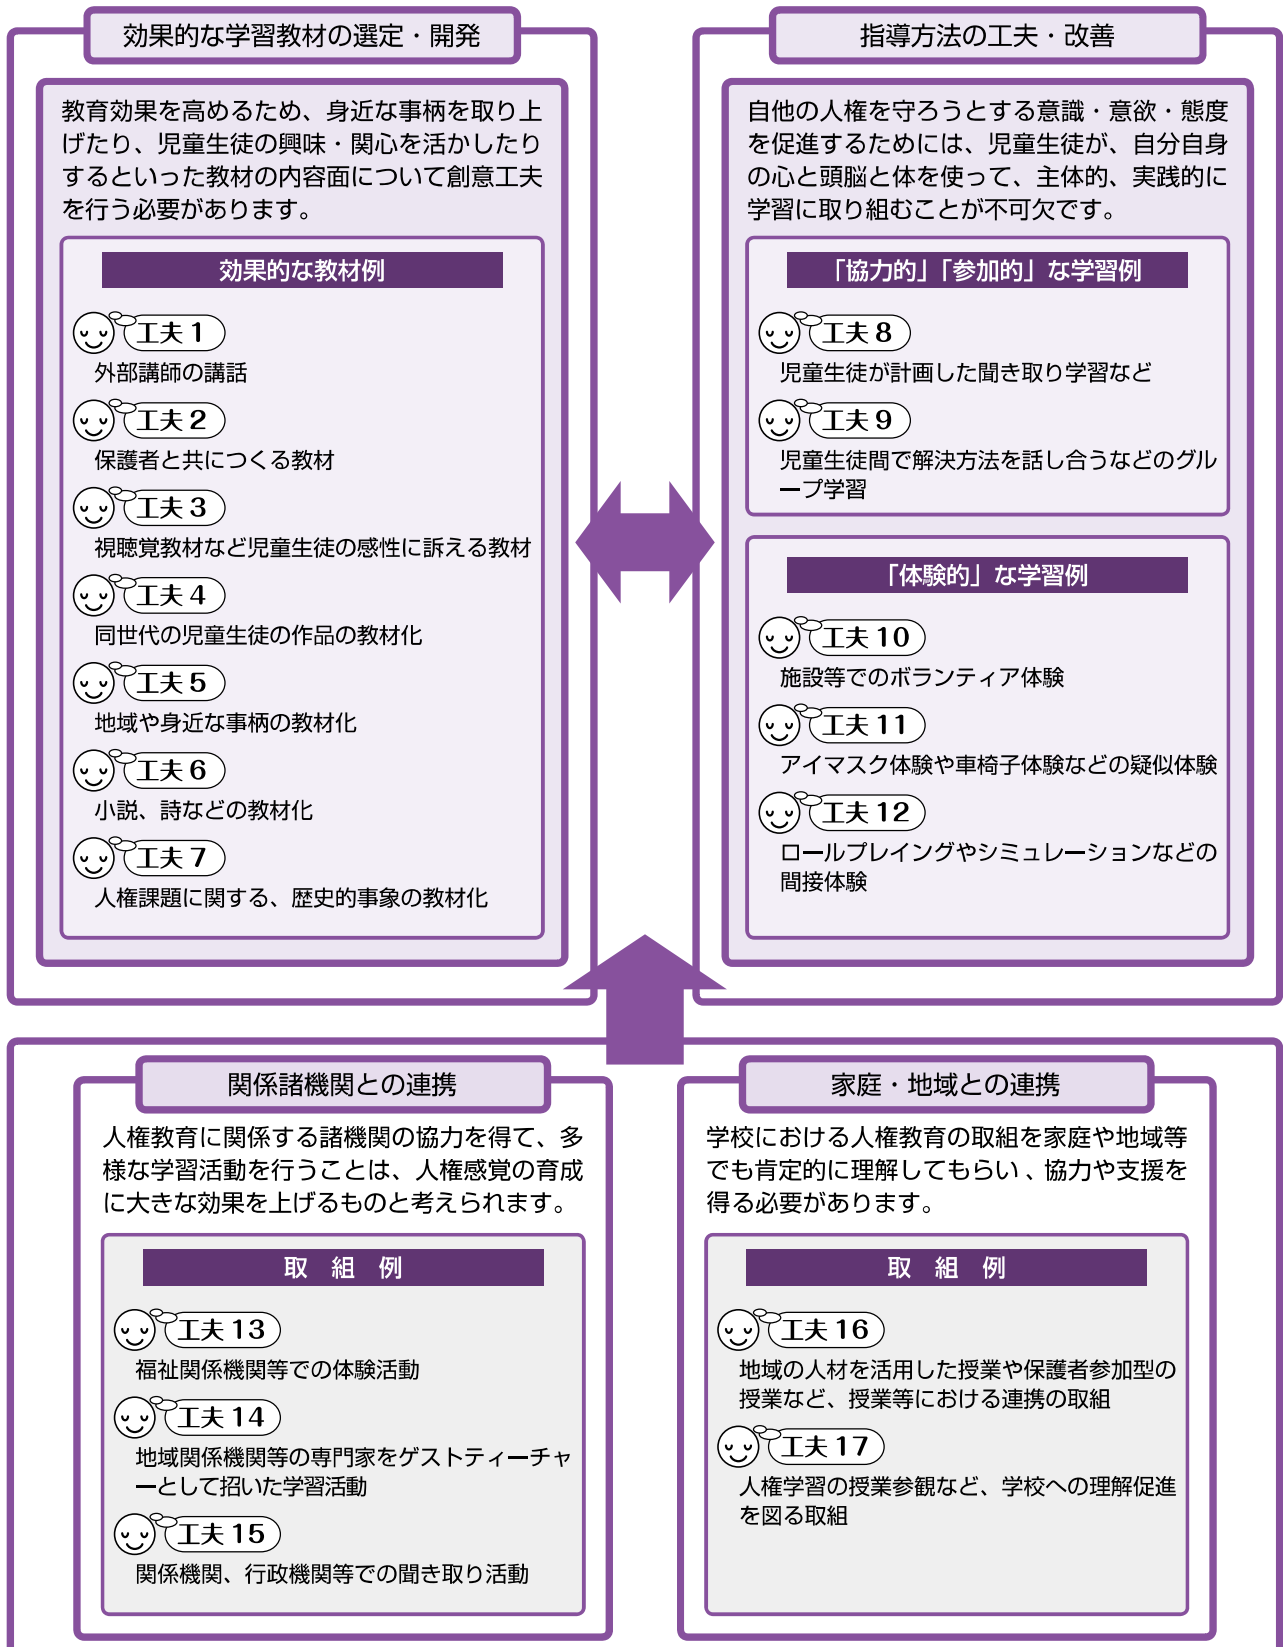 効果的な学習教材の選定・開発
教育効果を高めるため、身近な事柄を取り上
げたり、児童生徒の興味・関心を活かしたり
するといった教材の内容面について創意工夫
を行う必要があります。
効果的な教材例
工夫 1
外部講師の講話
工夫 2
保護者と共につくる教材
工夫 3
視聴覚教材など児童生徒の感性に訴える教材
工夫 4
同世代の児童生徒の作品の教材化
工夫 5
地域や身近な事柄の教材化
工夫 6
小説、詩などの教材化
工夫 7
人権課題に関する、歴史的事象の教材化
指導方法の工夫・改善
自他の人権を守ろうとする意識・意欲・態度
を促進するためには、児童生徒が、自分自身
の心と頭脳と体を使って、主体的、実践的に
学習に取り組むことが不可欠です。
「協力的」「参加的」な学習例
工夫 8
児童生徒が計画した聞き取り学習など
工夫 9
児童生徒間で解決方法を話し合うなどのグル
ープ学習
「体験的」な学習例
工夫 10
施設等でのボランティア体験
工夫 11
アイマスク体験や車椅子体験などの疑似体験
工夫 12
ロールプレイングやシミュレーションなどの
間接体験
関係諸機関との連携
人権教育に関係する諸機関の協力を得て、多
様な学習活動を行うことは、人権感覚の育成
に大きな効果を上げるものと考えられます。
取　組　例
工夫 13
福祉関係機関等での体験活動
工夫 14
地域関係機関等の専門家をゲストティーチャ
ーとして招いた学習活動
工夫 15
関係機関、行政機関等での聞き取り活動
家庭・地域との連携
学校における人権教育の取組を家庭や地域等
でも肯定的に理解してもらい、協力や支援を
得る必要があります。
取　組　例
工夫 16
地域の人材を活用した授業や保護者参加型の
授業など、授業等における連携の取組
工夫 17
人権学習の授業参観など、学校への理解促進
を図る取組